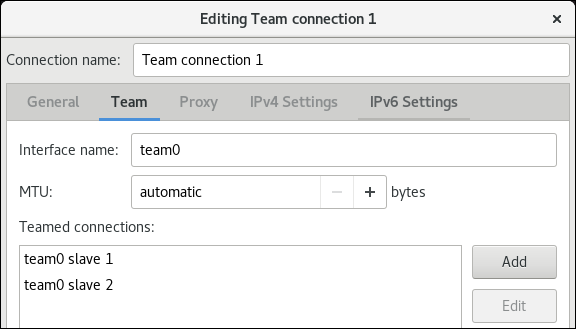 Editing Team connection 1
Connection name: Team connection 1
General Team Proxy IPv4 Settings IPv6 Settings
Interface name: team0
MTU: automatic bytes
Teamed connections:
team0 slave 1 Add
team0 slave 2 Edit